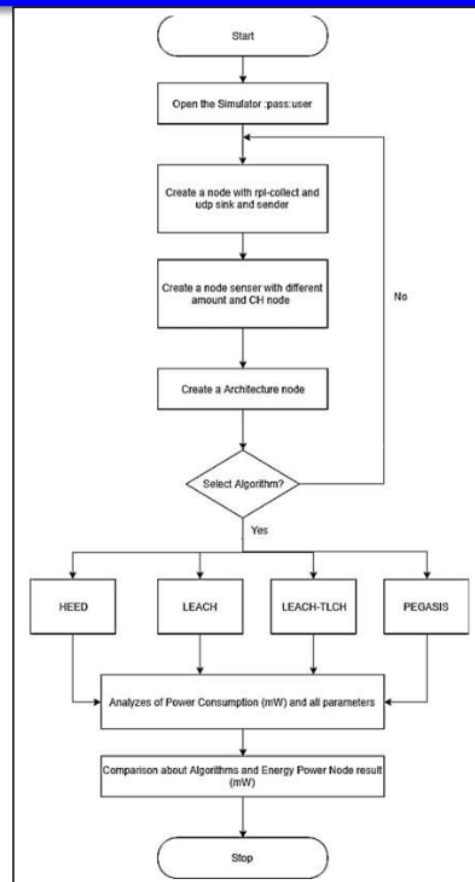 Start
Open the Simulator :pass:user
Create a node with rpl-collect and
udp sink and sender
Create a node senser with different
amount and CH node
No
Create a Architecture node
Select Algorithm?
Yes
HEED
LEACH
LEACH-TLCH
PEGASIS
Analyzes of Power Consumption (mW) and all parameters
Comparison about Algorithms and Energy Power Node result
(mW)
Stop